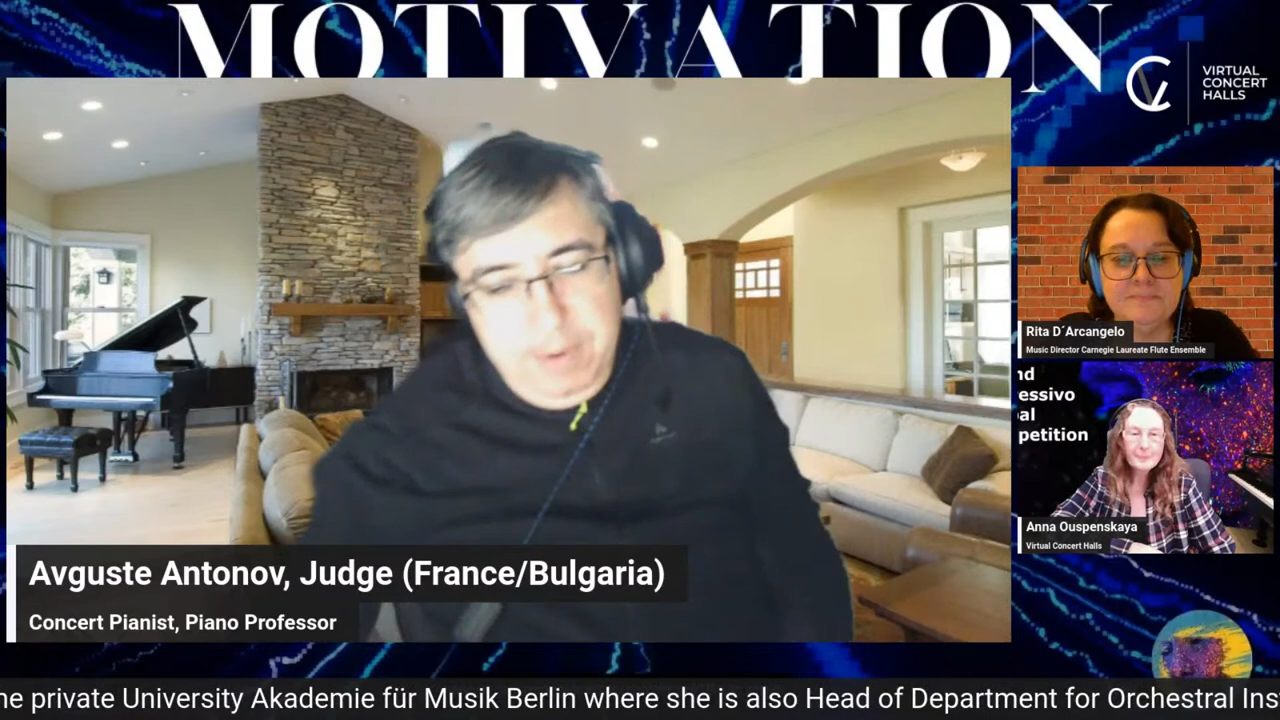 MOTIVATION
VIRTUAL
CONCERT
HALLS
Rita D´Arcangelo
Music Director Carnegie Laureate Flute Ensemble
nd
essivo
al
petition
Anna Ouspenskaya
Virtual Concert Halls
Avguste Antonov, Judge (France/Bulgaria)
Concert Pianist, Piano Professor
he private University Akademie für Musik Berlin where she is also Head of Department for Orchestral Ins